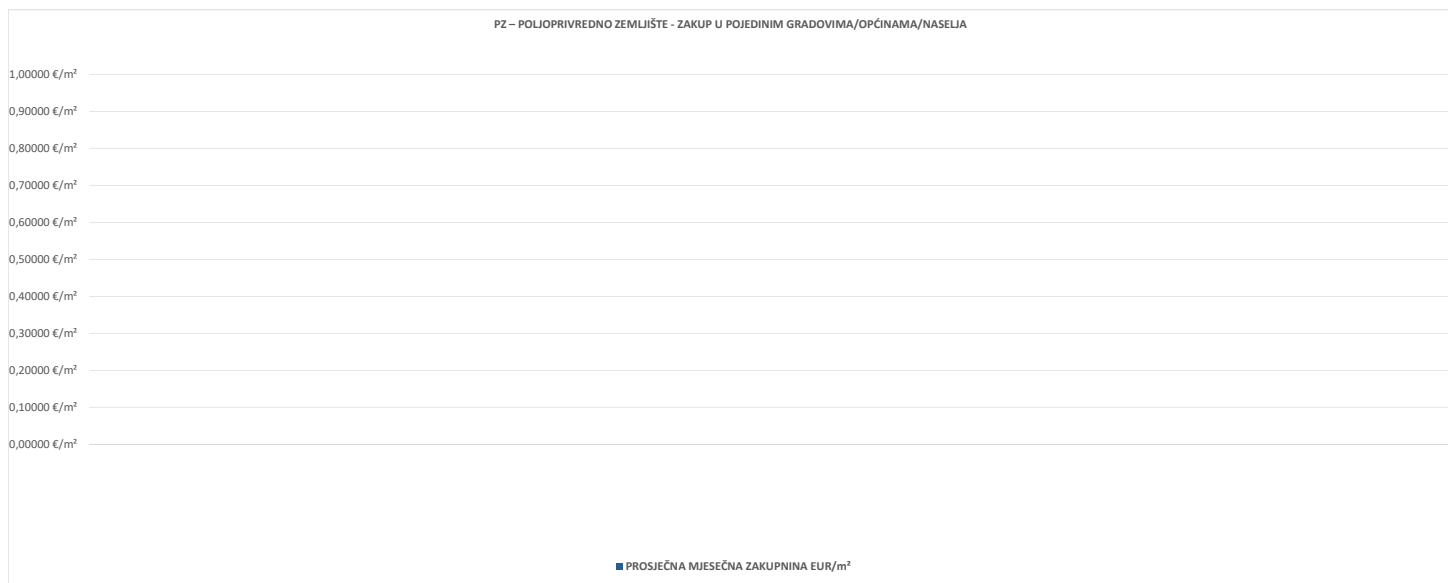 PZ – POLJOPRIVREDNO ZEMLJIŠTE - ZAKUP U POJEDINIM GRADOVIMA/OPĆINAMA/NASELJA
1,00000 €/m²
0,90000 €/m²
0,80000 €/m²
0,70000 €/m²
0,60000 €/m²
0,50000 €/m²
0,40000 €/m²
0,30000 €/m²
0,20000 €/m²
0,10000 €/m²
0,00000 €/m²
PROSJEČNA MJESEČNA ZAKUPNINA EUR/m²